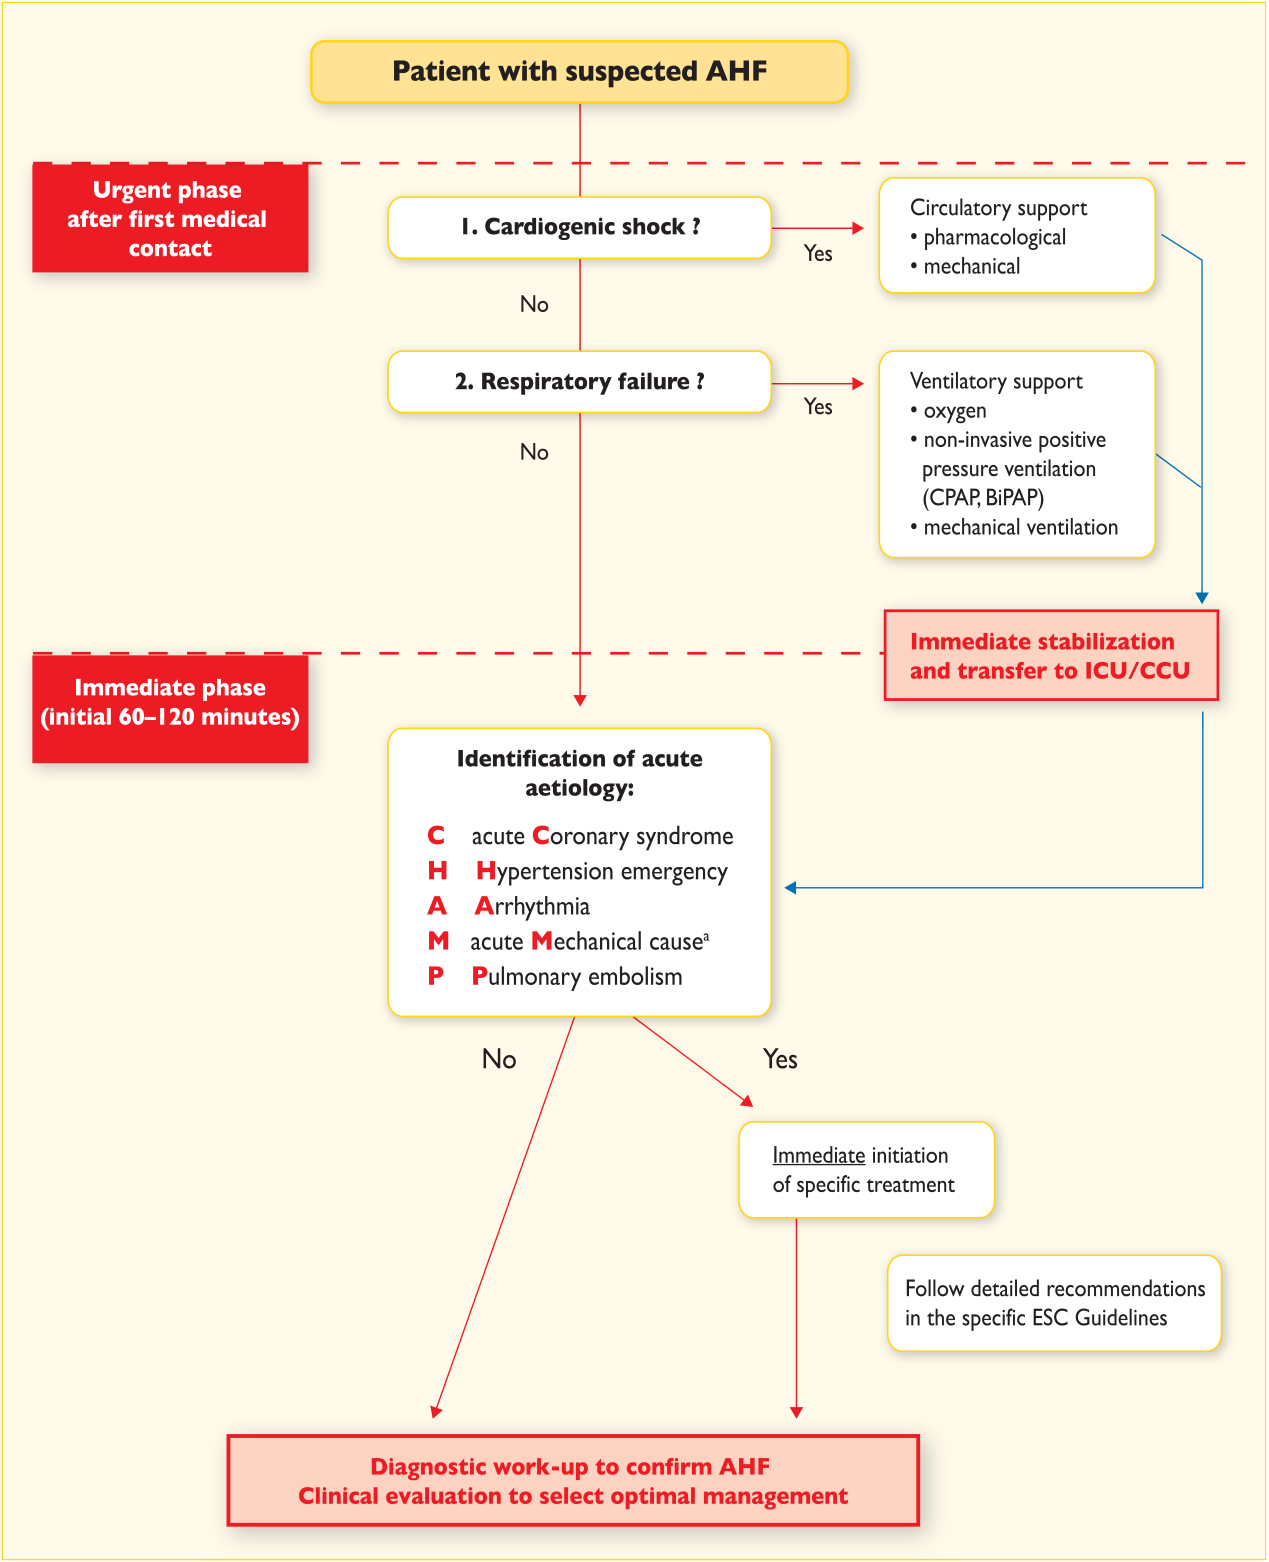 Patient with suspected AHF
Urgent phase
after first medical
contact
1. Cardiogenic shock ?
Yes
Circulatory support
• pharmacological
• mechanical
No
2. Respiratory failure ?
Yes
Ventilatory support
• oxygen
• non-invasive positive
pressure ventilation
(CPAP, BiPAP)
• mechanical ventilation
No
Immediate stabilization
and transfer to ICU/CCU
Immediate phase
(initial 60–120 minutes)
Identification of acute
aetiology:
C acute Coronary syndrome
H Hypertension emergency
A Arrhythmia
M acute Mechanical causeᵃ
P Pulmonary embolism
No
Yes
Immediate initiation
of specific treatment
Follow detailed recommendations
in the specific ESC Guidelines
Diagnostic work-up to confirm AHF
Clinical evaluation to select optimal management